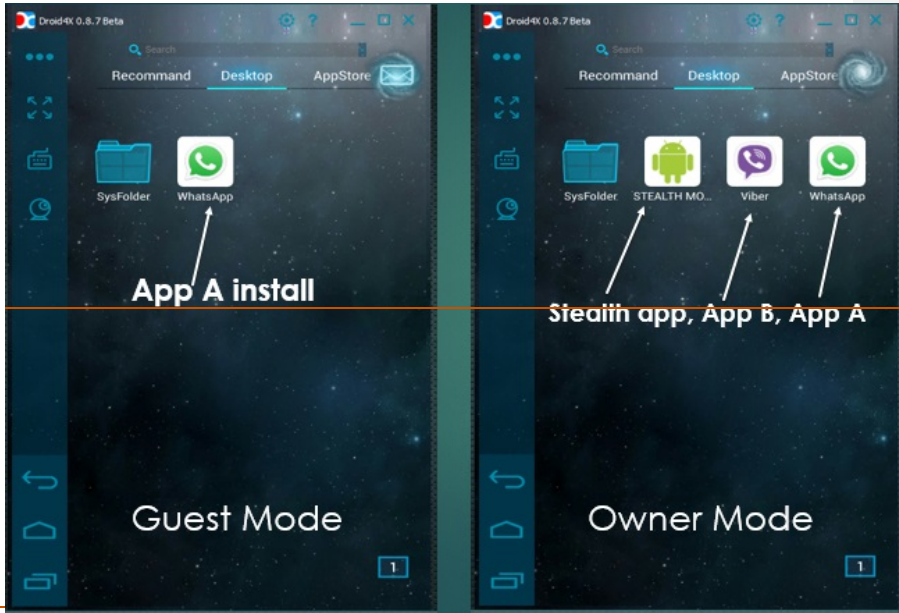 Droid4X 0.8.7 Beta
?
Search
Recommand Desktop AppStore
SysFolder WhatsApp
App A install
Guest Mode
1
Droid4X 0.8.7 Beta
?
Search
Recommand Desktop AppStore
SysFolder STEALTH MO... Viber WhatsApp
Stealth app, App B, App A
Owner Mode
1